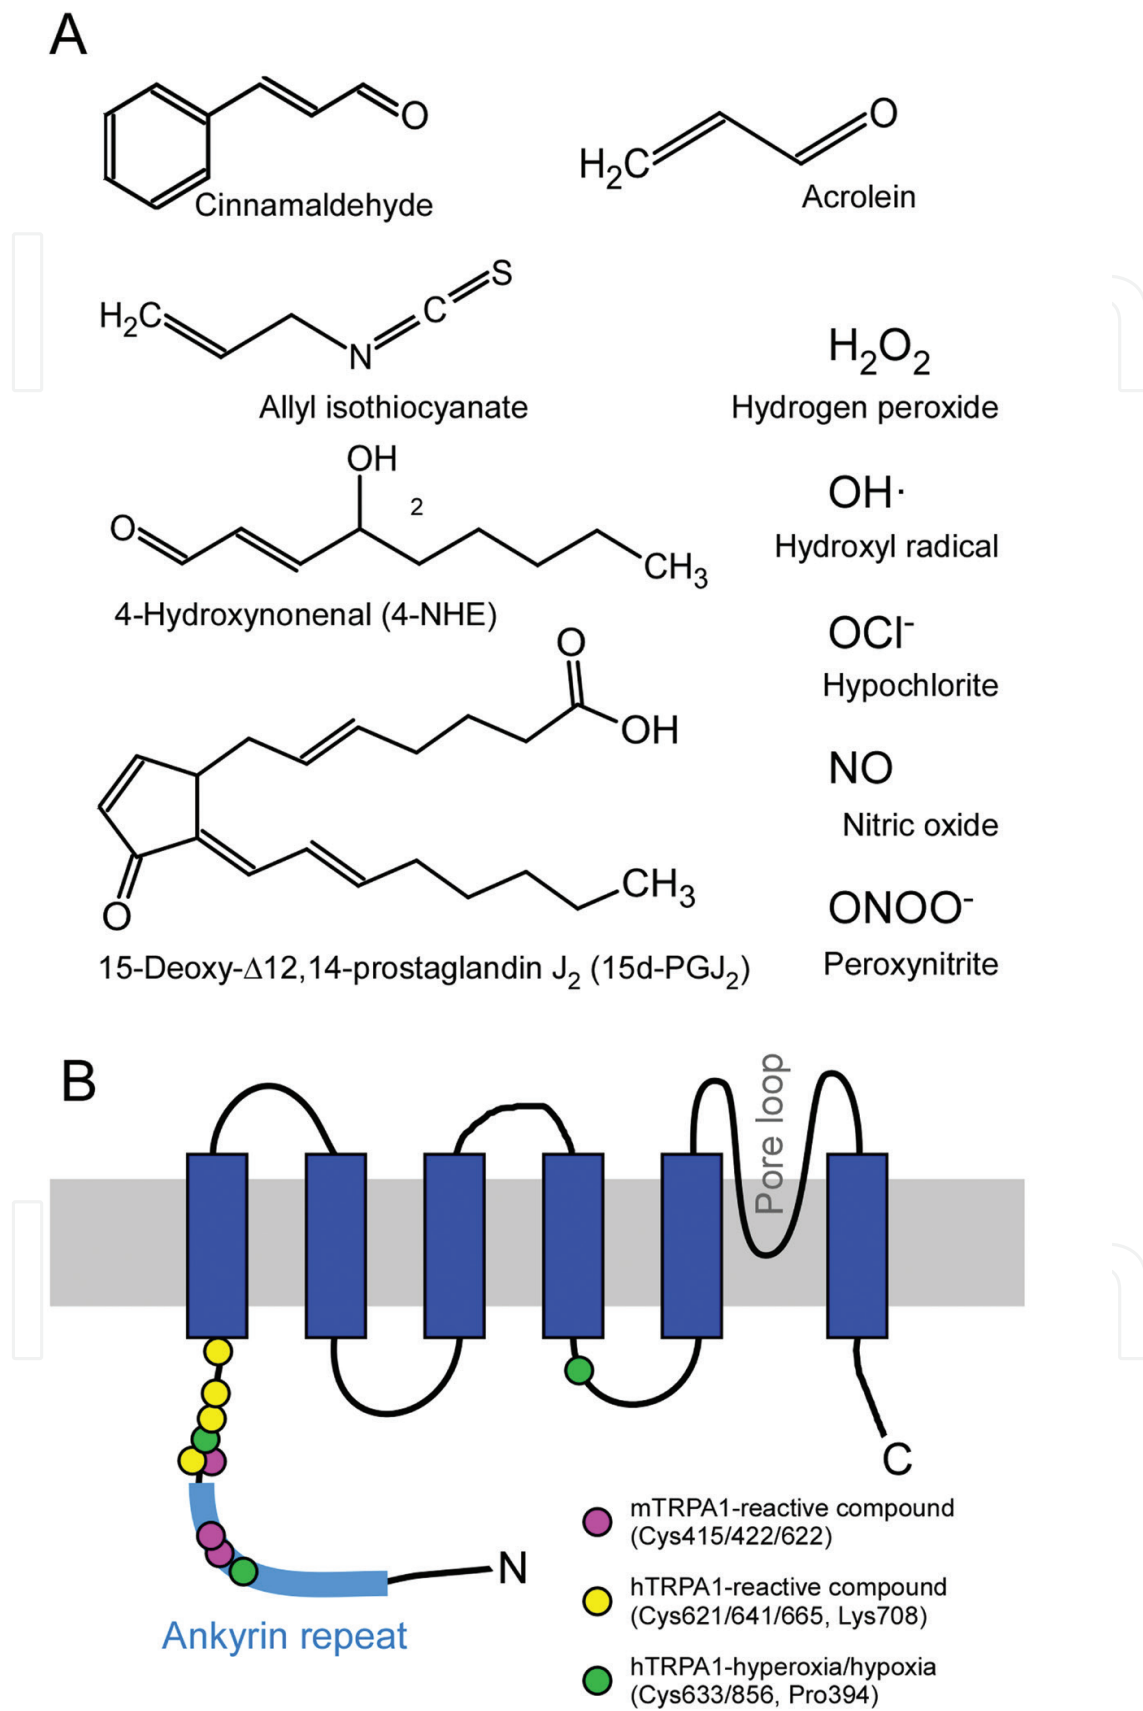 A
O
Cinnamaldehyde
H2C
O
Acrolein
H2C
N
C
S
Allyl isothiocyanate
H2O2
Hydrogen peroxide
OH
2
O
CH3
4-Hydroxynonenal (4-NHE)
OH·
Hydroxyl radical
OCl-
Hypochlorite
O
OH
O
CH3
15-Deoxy-Δ12,14-prostaglandin J2 (15d-PGJ2)
NO
Nitric oxide
ONOO-
Peroxynitrite
B
Pore loop
C
N
Ankyrin repeat
mTRPA1-reactive compound
(Cys415/422/622)
hTRPA1-reactive compound
(Cys621/641/665, Lys708)
hTRPA1-hyperoxia/hypoxia
(Cys633/856, Pro394)